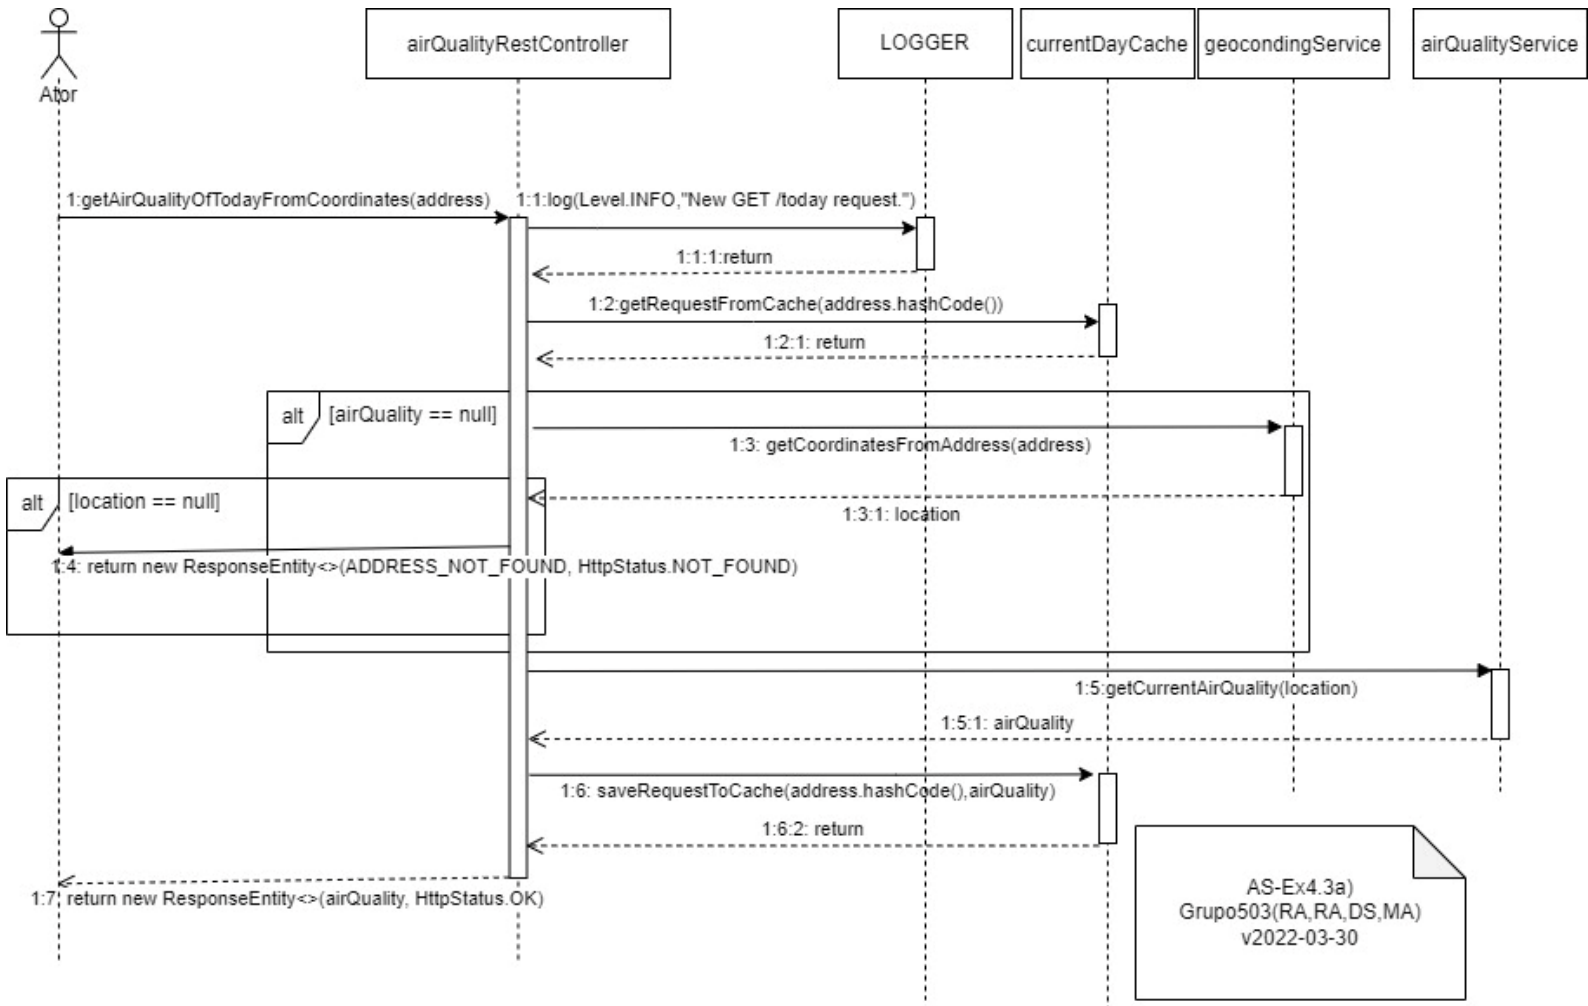 Ator
airQualityRestController
LOGGER
currentDayCache
geocondingService
airQualityService
1:getAirQualityOfTodayFromCoordinates(address)
1:1:log(Level.INFO,"New GET /today request.")
1:1:1:return
1:2:getRequestFromCache(address.hashCode())
1:2:1: return
alt
[airQuality == null]
1:3: getCoordinatesFromAddress(address)
alt
[location == null]
1:3:1: location
1:4: return new ResponseEntity<>(ADDRESS_NOT_FOUND, HttpStatus.NOT_FOUND)
1:5:getCurrentAirQuality(location)
1:5:1: airQuality
1:6: saveRequestToCache(address.hashCode(),airQuality)
1:6:2: return
1:7: return new ResponseEntity<>(airQuality, HttpStatus.OK)
AS-Ex4.3a)
Grupo503(RA,RA,DS,MA)
v2022-03-30